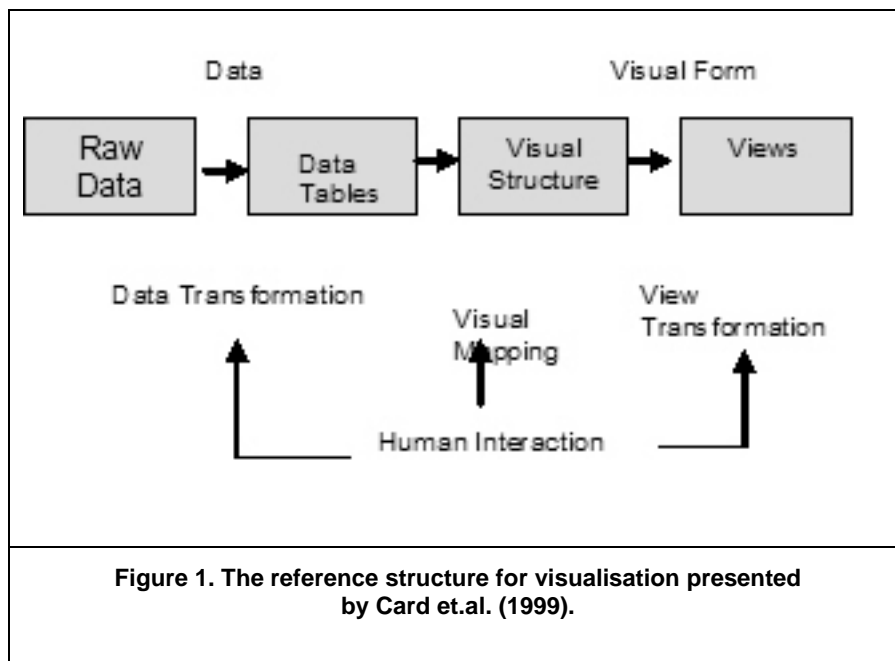 Data Visual Form
Raw
Data
Data
Tables
Visual
Structure
Views
Data Transformation
Visual
Mapping
View
Transformation
Human Interaction
Figure 1. The reference structure for visualisation presented
by Card et.al. (1999).